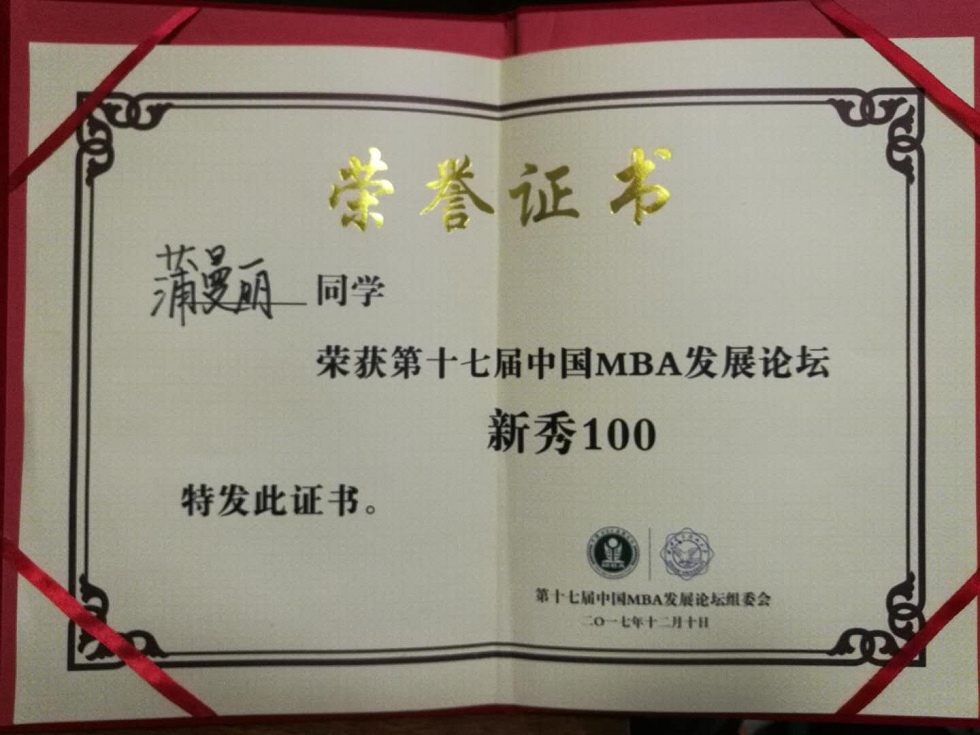 荣誉证书
蒲曼丽 同学
荣获第十七届中国MBA发展论坛
新秀100
特发此证书。
第十七届中国MBA发展论坛组委会
二〇一七年十二月十日